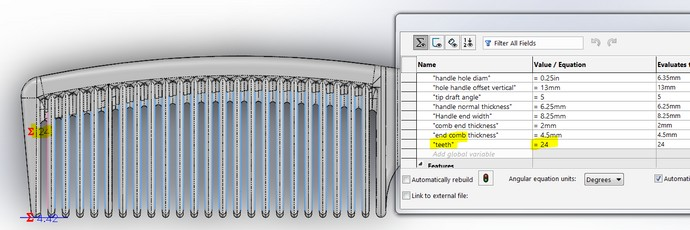 Filter All Fields
Name Value / Equation Evaluates t
"handle hole diam" = 0.25in 6.35mm
"hole handle offset vertical" = 13mm 13mm
"tip draft angle" = 5 5
"handle normal thickness" = 6.25mm 6.25mm
"Handle end width" = 8.25mm 8.25mm
"comb end thickness" = 2mm 2mm
"end comb thickness" = 4.5mm 4.5mm
"teeth" = 24 24
Add global variable
Features
Automatically rebuild Angular equation units: Degrees Automati
Link to external file:
Σ 24
Σ 4.42